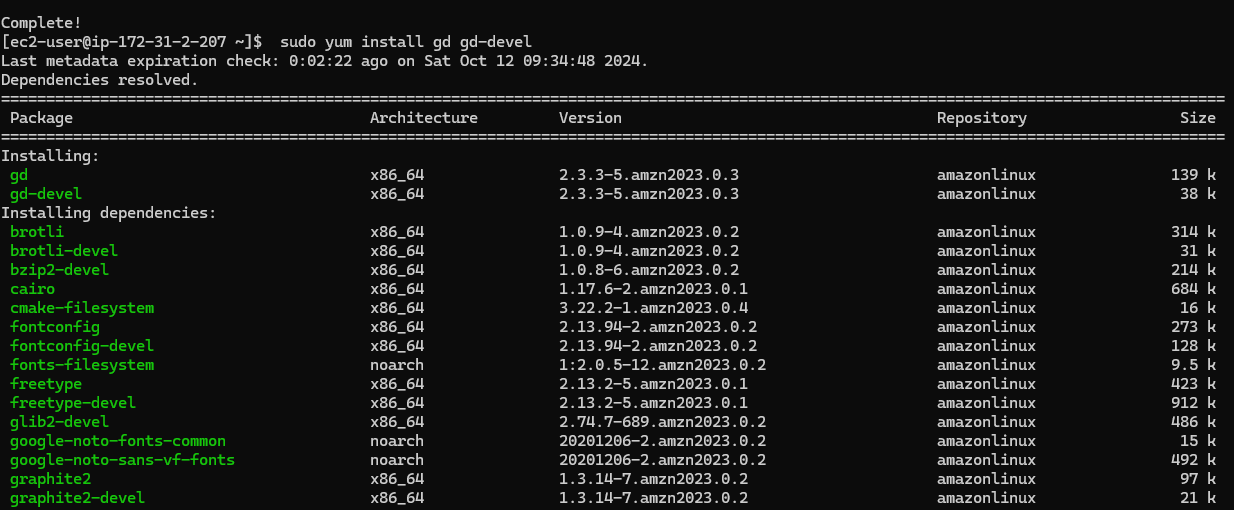 Complete!
[ec2-user@ip-172-31-2-207 ~]$  sudo yum install gd gd-devel
Last metadata expiration check: 0:02:22 ago on Sat Oct 12 09:34:48 2024.
Dependencies resolved.
========================================================================================================================================
 Package                                 Architecture         Version                                   Repository                 Size
========================================================================================================================================
Installing:
 gd                                      x86_64               2.3.3-5.amzn2023.0.3                      amazonlinux               139 k
 gd-devel                                x86_64               2.3.3-5.amzn2023.0.3                      amazonlinux                38 k
Installing dependencies:
 brotli                                  x86_64               1.0.9-4.amzn2023.0.2                      amazonlinux               314 k
 brotli-devel                            x86_64               1.0.9-4.amzn2023.0.2                      amazonlinux                31 k
 bzip2-devel                             x86_64               1.0.8-6.amzn2023.0.2                      amazonlinux               214 k
 cairo                                   x86_64               1.17.6-2.amzn2023.0.1                     amazonlinux               684 k
 cmake-filesystem                        x86_64               3.22.2-1.amzn2023.0.4                     amazonlinux                16 k
 fontconfig                              x86_64               2.13.94-2.amzn2023.0.2                    amazonlinux               273 k
 fontconfig-devel                        x86_64               2.13.94-2.amzn2023.0.2                    amazonlinux               128 k
 fonts-filesystem                        noarch               1:2.0.5-12.amzn2023.0.2                   amazonlinux               9.5 k
 freetype                                x86_64               2.13.2-5.amzn2023.0.1                     amazonlinux               423 k
 freetype-devel                          x86_64               2.13.2-5.amzn2023.0.1                     amazonlinux               912 k
 glib2-devel                             x86_64               2.74.7-689.amzn2023.0.2                   amazonlinux               486 k
 google-noto-fonts-common                noarch               20201206-2.amzn2023.0.2                   amazonlinux                15 k
 google-noto-sans-vf-fonts               noarch               20201206-2.amzn2023.0.2                   amazonlinux               492 k
 graphite2                               x86_64               1.3.14-7.amzn2023.0.2                     amazonlinux                97 k
 graphite2-devel                         x86_64               1.3.14-7.amzn2023.0.2                     amazonlinux                21 k